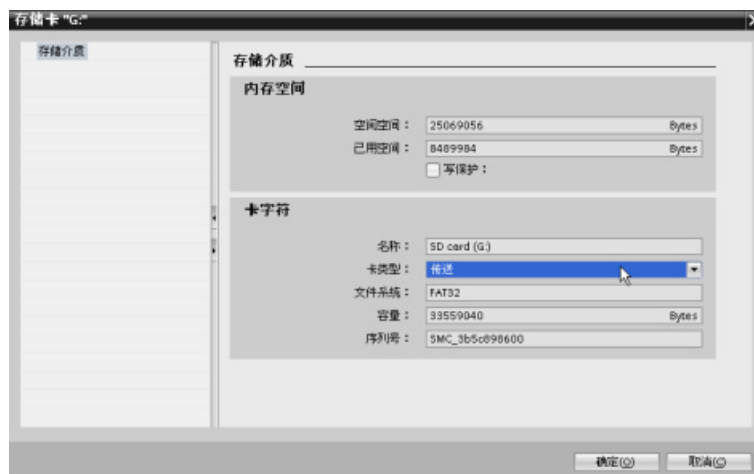 存储卡 "G:"
存储介质
存储介质
内存空间
空闲空间： 25069056 Bytes
已用空间： 8489984 Bytes
写保护：
卡字符
名称： SD card (G:)
卡类型： 传送
文件系统： FAT32
容量： 33559040 Bytes
序列号： SMC_3b5c898600
确定(O) 取消(C)